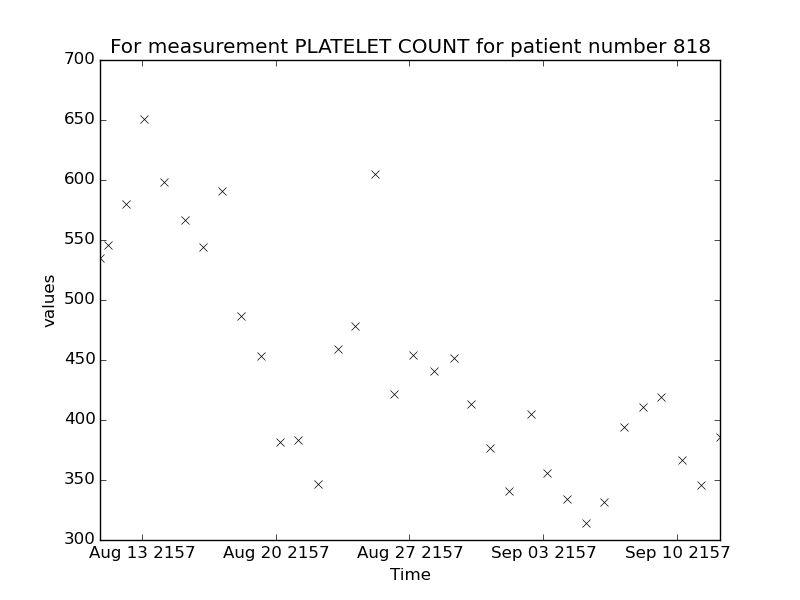 For measurement PLATELET COUNT for patient number 818
700
650
600
550
500
450
400
350
300
values
Aug 13 2157 Aug 20 2157 Aug 27 2157 Sep 03 2157 Sep 10 2157
Time